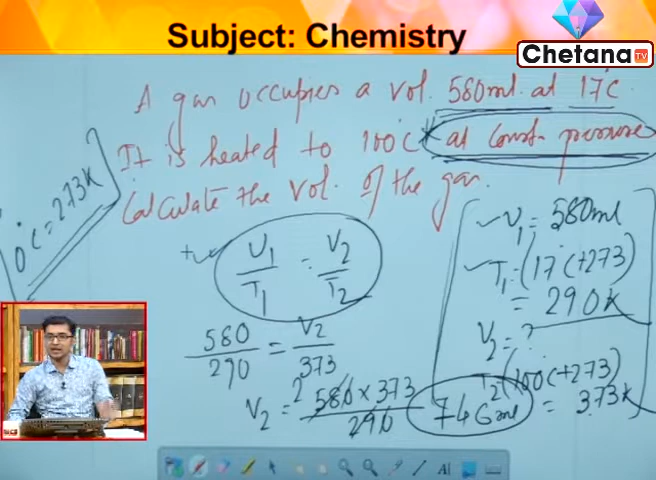 Subject: Chemistry
Chetana TV
A gas occupies a vol. 580ml at 17°C.
It is heated to 100°C at const. pressure
Calculate the vol. of the gas.
0°C = 273K
V1/T1 = V2/T2
580/290 = V2/373
V2 = 2 580 x 373/290 746ml
V1 = 580ml
T1 = (17°C+273)
= 290K
V2 = ?
T2 (100°C+273)
= 373K
A